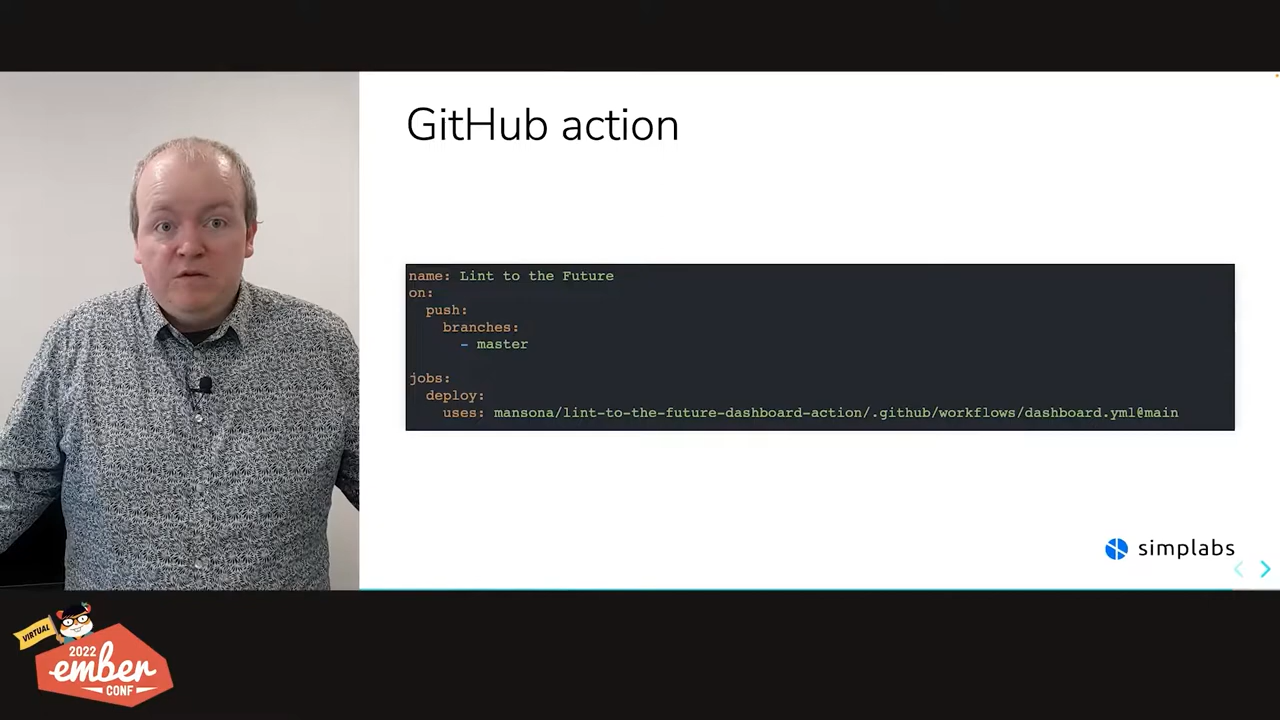 GitHub action
name: Lint to the Future
on:
  push:
    branches:
      - master
jobs:
  deploy:
    uses: mansona/lint-to-the-future-dashboard-action/.github/workflows/dashboard.yml@main
simplabs
VIRTUAL
2022
ember
CONF